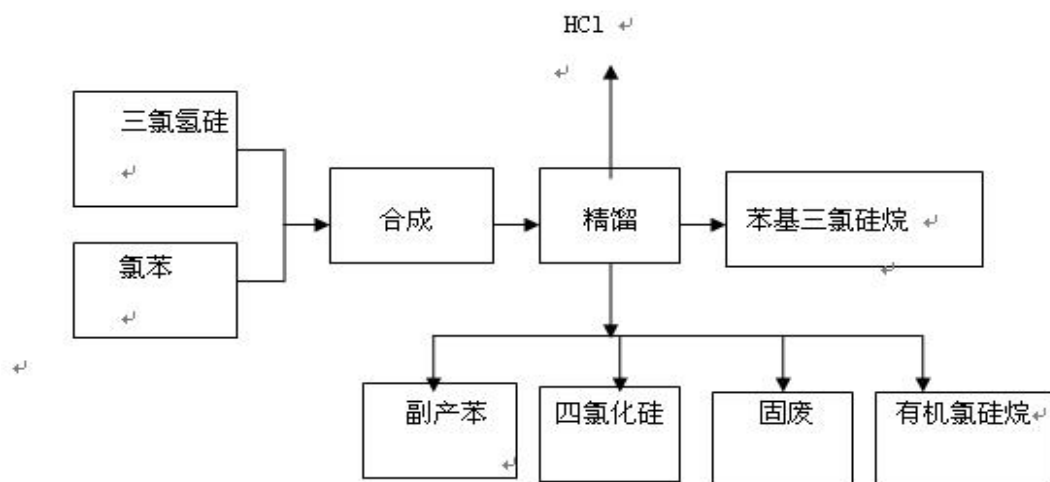 HCl
三氯氢硅
合成
精馏
苯基三氯硅烷
氯苯
副产苯
四氯化硅
固废
有机氯硅烷